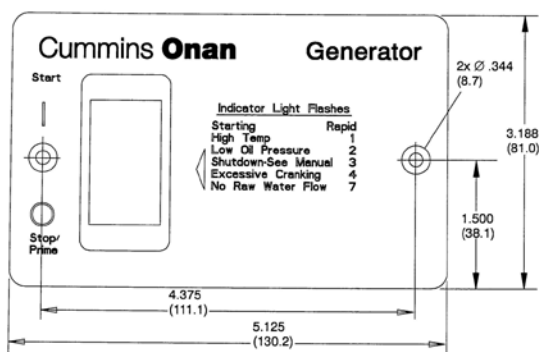 Cummins Onan Generator
Start
Stop/
Prime
Indicator Light Flashes
Starting Rapid
High Temp 1
Low Oil Pressure 2
Shutdown-See Manual 3
Excessive Cranking 4
No Raw Water Flow 7
2x Ø .344
(8.7)
3.188
(81.0)
1.500
(38.1)
4.375
(111.1)
5.125
(130.2)